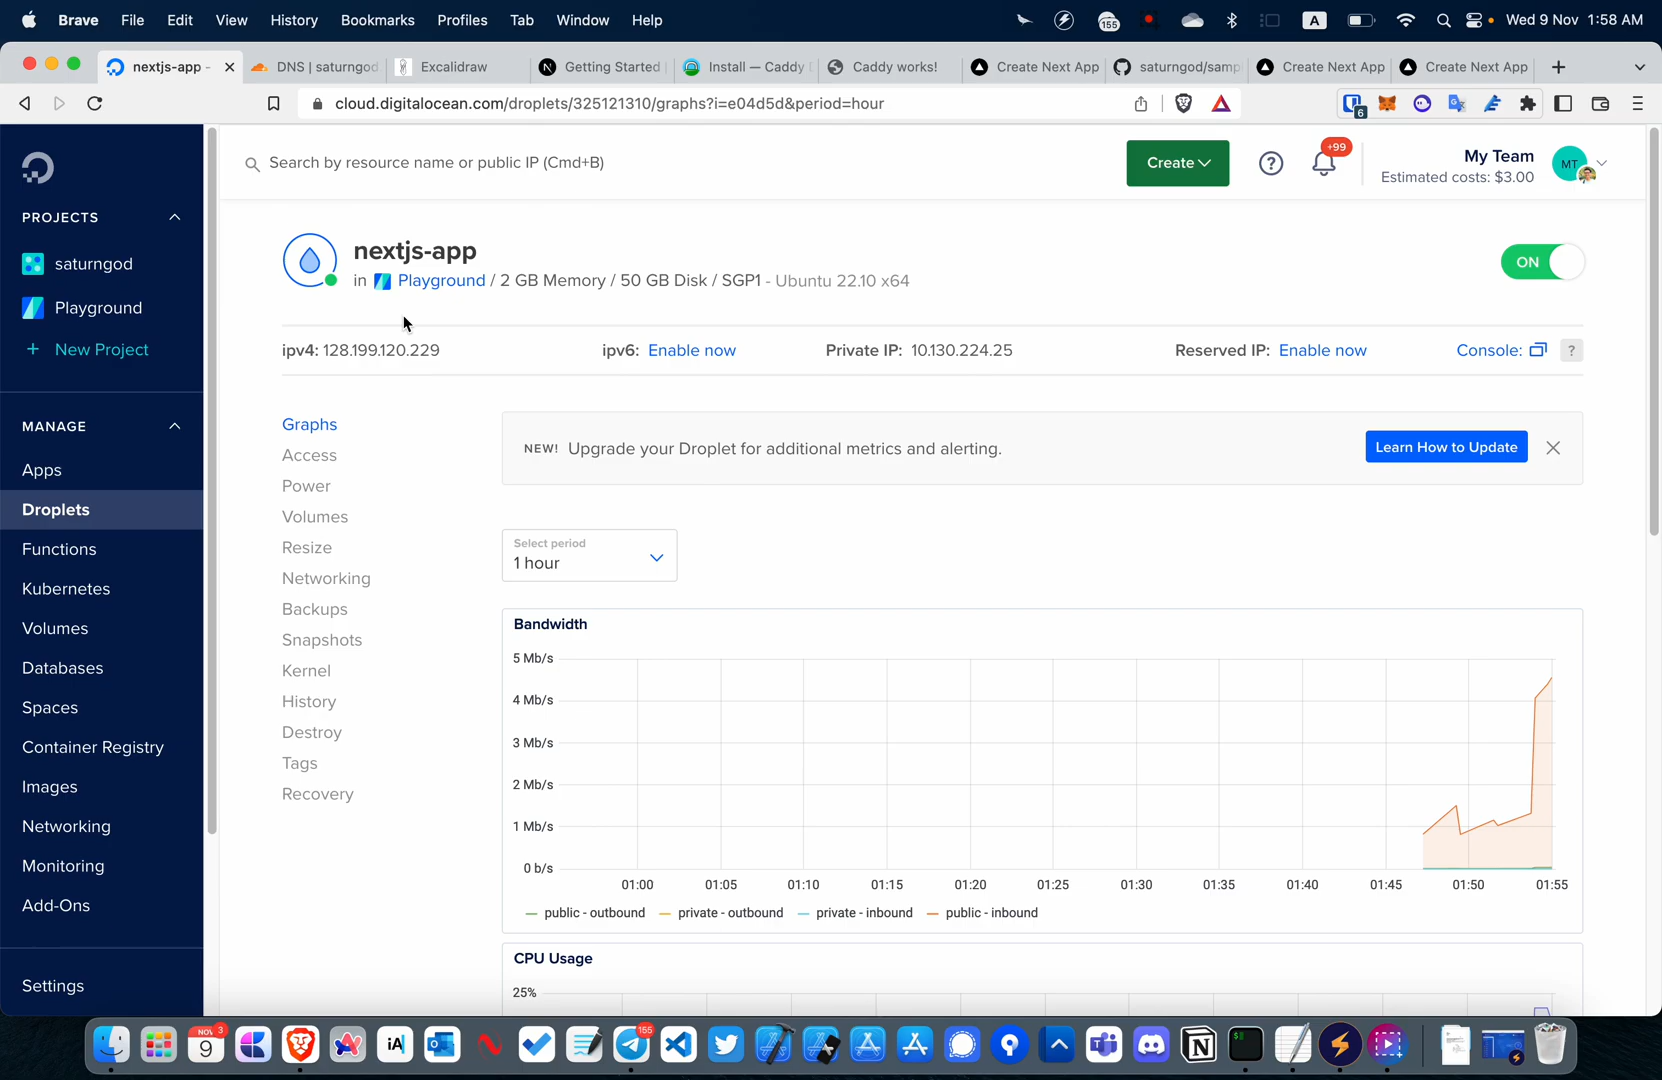 Brave File Edit View History Bookmarks Profiles Tab Window Help 155 A Wed 9 Nov 1:58 AM
nextjs-app - DNS | saturngod Excalidraw Getting Started Install — Caddy Caddy works! Create Next App saturngod/samp Create Next App Create Next App
cloud.digitalocean.com/droplets/325121310/graphs?i=e04d5d&period=hour
6
Search by resource name or public IP (Cmd+B)
Create
?
+99
My Team
Estimated costs: $3.00
MT
PROJECTS
saturngod
Playground
+ New Project
MANAGE
Apps
Droplets
Functions
Kubernetes
Volumes
Databases
Spaces
Container Registry
Images
Networking
Monitoring
Add-Ons
Settings
nextjs-app
in Playground / 2 GB Memory / 50 GB Disk / SGP1 - Ubuntu 22.10 x64
ON
ipv4: 128.199.120.229 ipv6: Enable now Private IP: 10.130.224.25 Reserved IP: Enable now Console: ?
Graphs
Access
Power
Volumes
Resize
Networking
Backups
Snapshots
Kernel
History
Destroy
Tags
Recovery
NEW! Upgrade your Droplet for additional metrics and alerting.
Learn How to Update
Select period
1 hour
Bandwidth
5 Mb/s
4 Mb/s
3 Mb/s
2 Mb/s
1 Mb/s
0 b/s
01:00 01:05 01:10 01:15 01:20 01:25 01:30 01:35 01:40 01:45 01:50 01:55
public - outbound private - outbound private - inbound public - inbound
CPU Usage
25%
NOV 3
9
iA
155